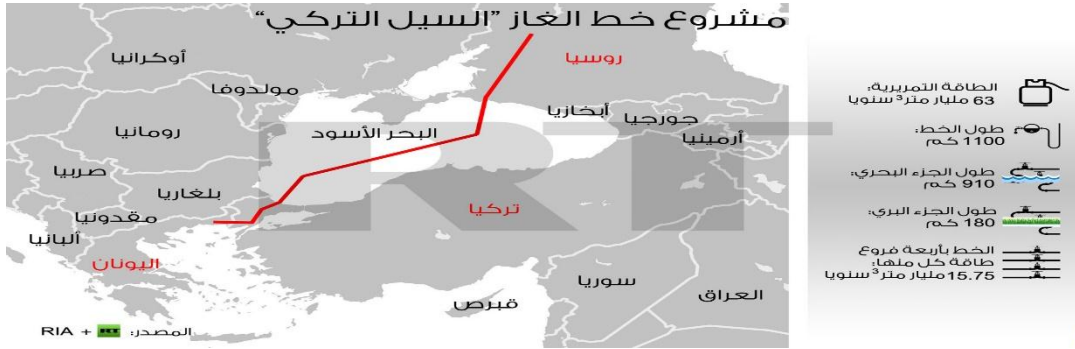 مشروع خط الغاز "السيل التركي"
روسيا
أوكرانيا
مولدوفا
أبخازيا
جورجيا
أرمينيا
رومانيا
البحر الأسود
صربيا
بلغاريا
تركيا
مقدونيا
ألبانيا
اليونان
سوريا
العراق
قبرص
المصدر: RT + RIA
RT
الطاقة التمريرية:
63 مليار متر³ سنويا
طول الخط:
1100 كم
طول الجزء البحري:
910 كم
طول الجزء البري:
180 كم
الخط بأربعة فروع
طاقة كل منها:
15.75 مليار متر³ سنويا